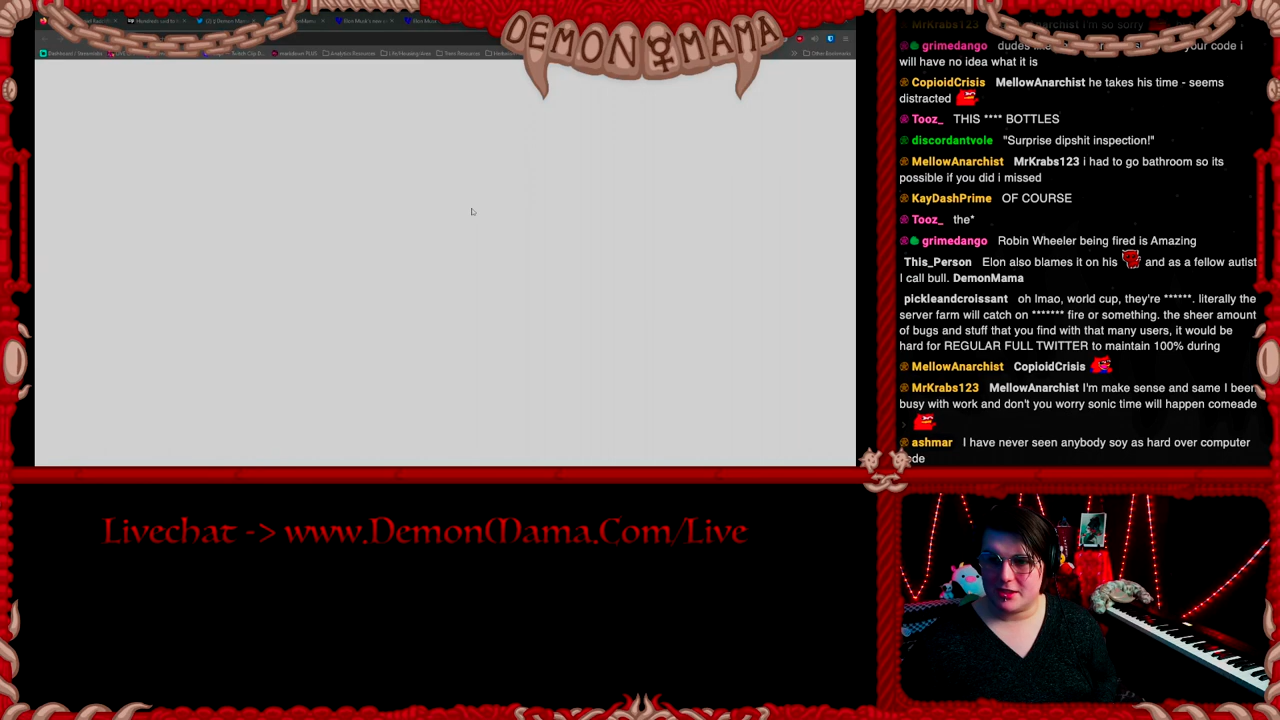 DEMON MAMA
Other Bookmarks
MrKrabs123
grimedango
your code i
will have no idea what it is
CopioidCrisis MellowAnarchist he takes his time - seems
distracted
Tooz_ THIS **** BOTTLES
discordantvole "Surprise dipshit inspection!"
MellowAnarchist MrKrabs123 i had to go bathroom so its
possible if you did i missed
KayDashPrime OF COURSE
Tooz_ the*
grimedango Robin Wheeler being fired is Amazing
This_Person Elon also blames it on his and as a fellow autist
I call bull. DemonMama
pickleandcroissant oh lmao, world cup, they're ******. literally the
server farm will catch on ******* fire or something. the sheer amount
of bugs and stuff that you find with that many users, it would be
hard for REGULAR FULL TWITTER to maintain 100% during
MellowAnarchist CopioidCrisis
MrKrabs123 MellowAnarchist I'm make sense and same I been
busy with work and don't you worry sonic time will happen comeade
ashmar I have never seen anybody soy as hard over computer
Livechat -> www.DemonMama.Com/Live